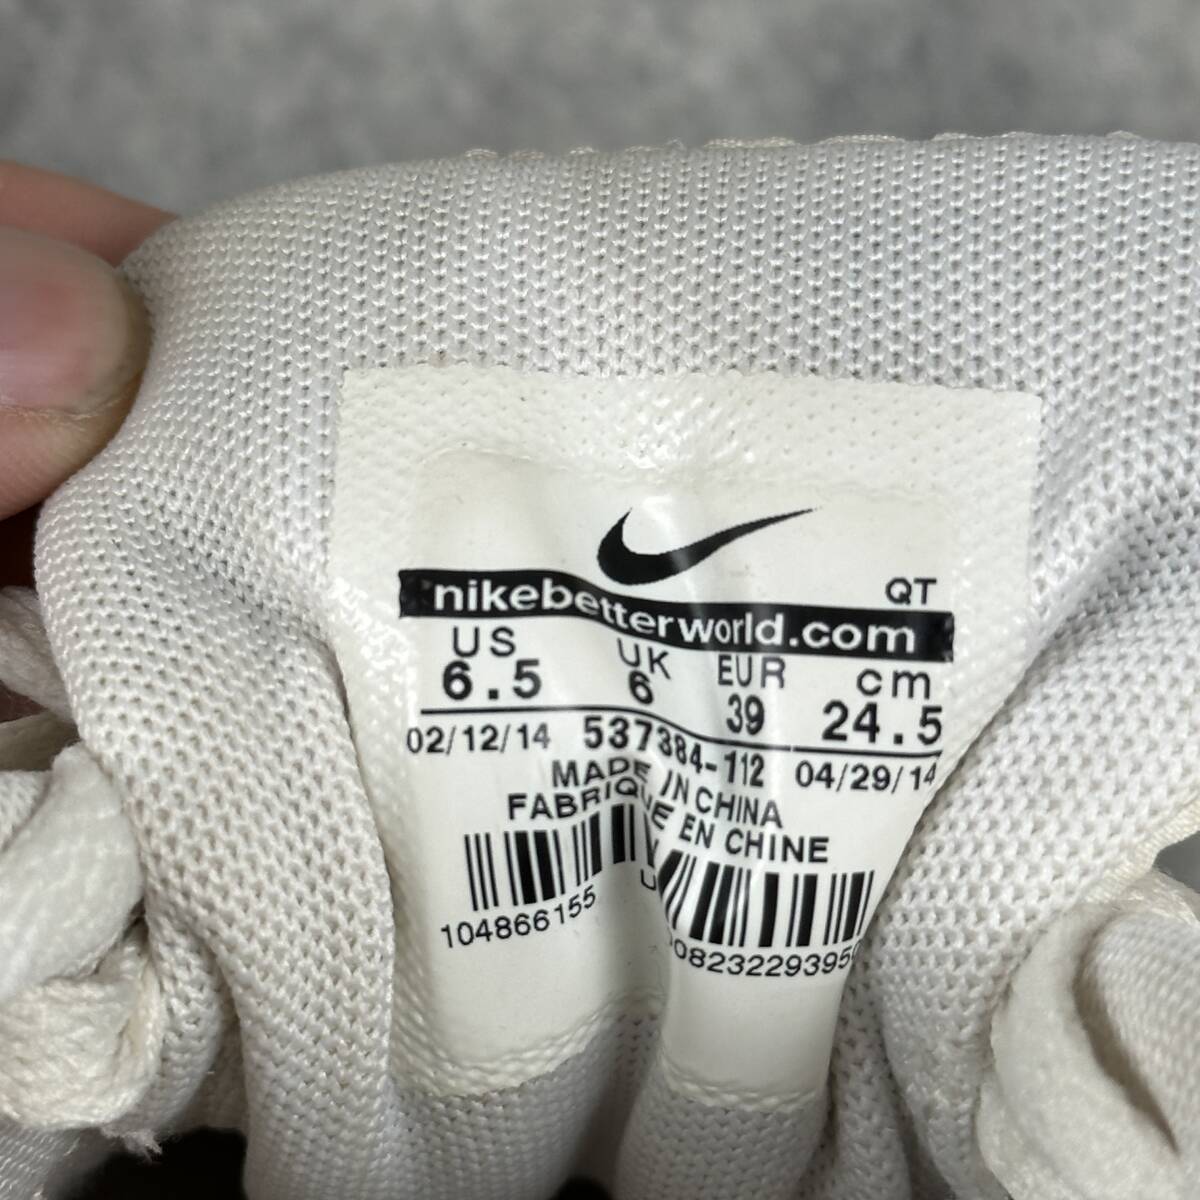 QT
nikebetterworld.com
US UK EUR cm
6.5 6 39 24.5
02/12/14 537384-112 04/29/14
MADE IN CHINA
FABRIQUE EN CHINE
104866155